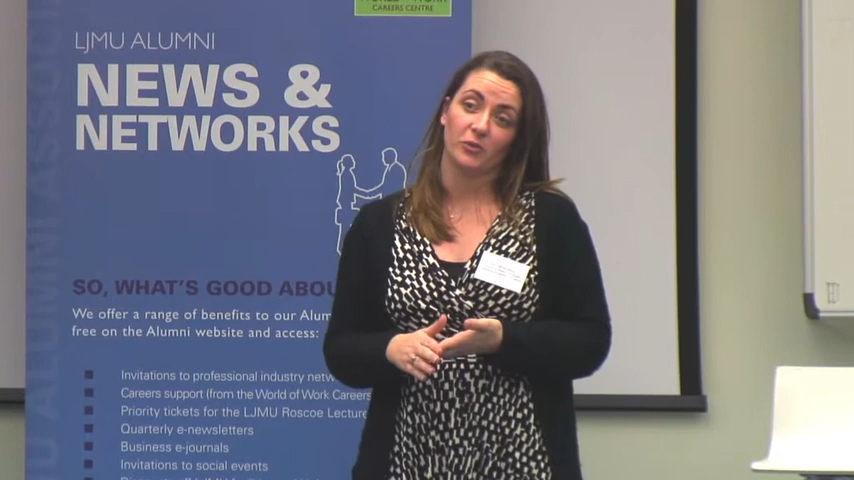 CAREERS CENTRE
LJMU ALUMNI
NEWS &
NETWORKS
SO, WHAT'S GOOD ABOU
We offer a range of benefits to our Alum
free on the Alumni website and access:
Invitations to professional industry netw
Careers support (from the World of Work Careers
Priority tickets for the LJMU Roscoe Lecture
Quarterly e-newsletters
Business e-journals
Invitations to social events